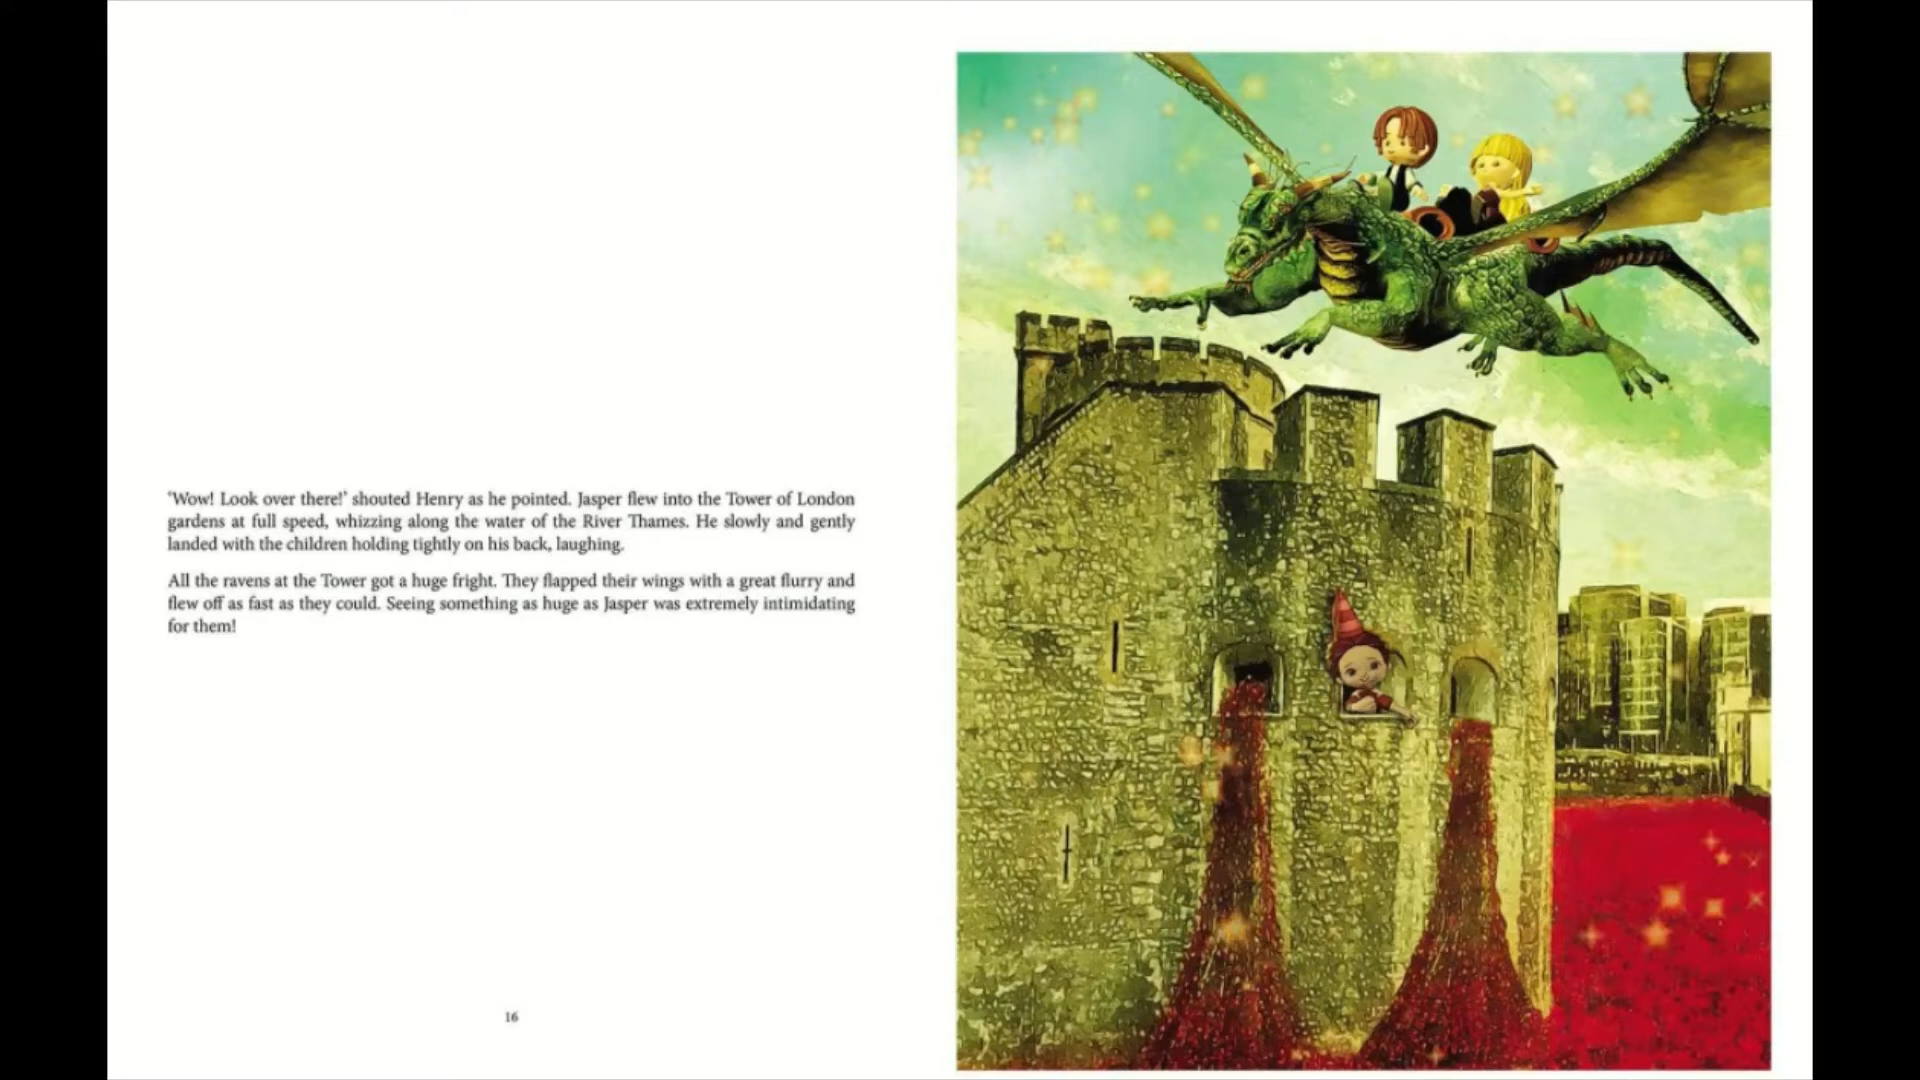 ‘Wow! Look over there!’ shouted Henry as he pointed. Jasper flew into the Tower of London
gardens at full speed, whizzing along the water of the River Thames. He slowly and gently
landed with the children holding tightly on his back, laughing.
All the ravens at the Tower got a huge fright. They flapped their wings with a great flurry and
flew off as fast as they could. Seeing something as huge as Jasper was extremely intimidating
for them!
16